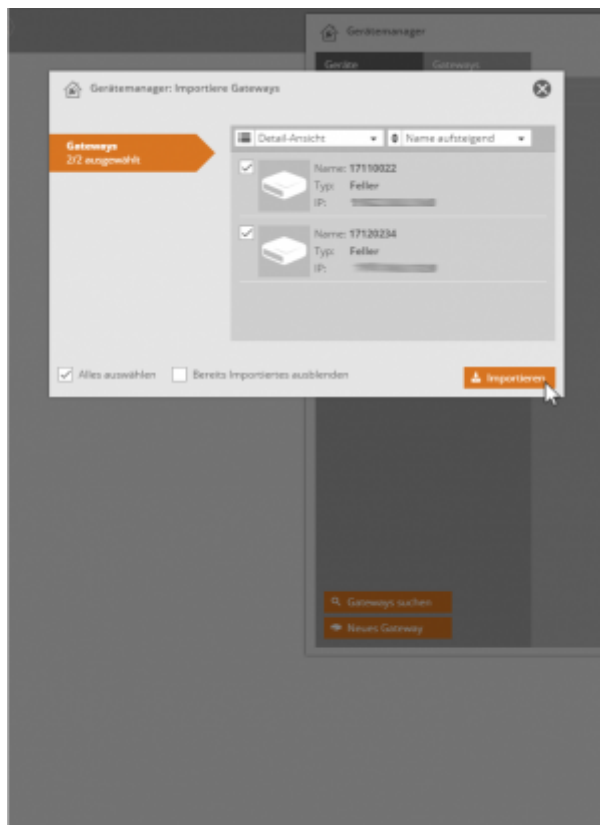 Gerätemanager
Geräte Gateways
Gerätemanager: Importiere Gateways
Gateways
2/2 ausgewählt
Detail-Ansicht Name aufsteigend
Name: 17110022
Typ: Feller
IP:
Name: 17120234
Typ: Feller
IP:
Alles auswählen Bereits Importiertes ausblenden Importieren
Gateways suchen
Neues Gateway